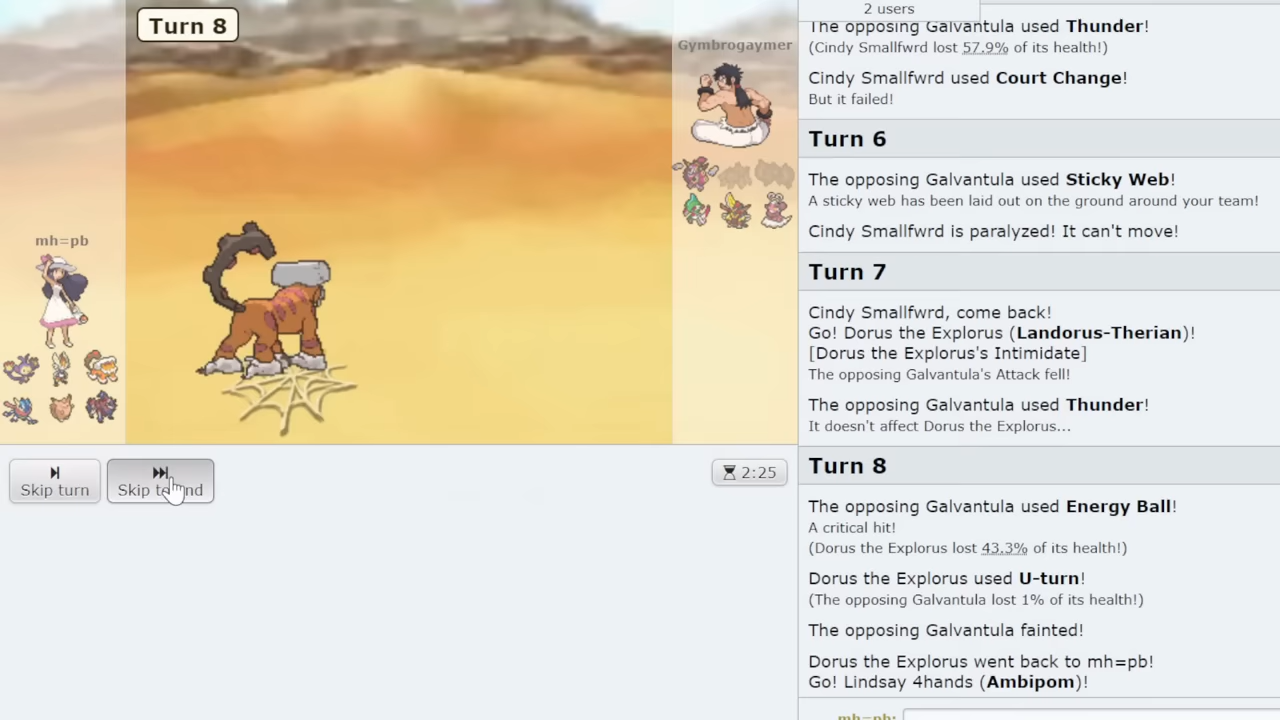 Turn 8
Gymbrogaymer
mh=pb
Skip turn
Skip to end
2:25
2 users
The opposing Galvantula used Thunder!
(Cindy Smallfwrd lost 57.9% of its health!)
Cindy Smallfwrd used Court Change!
But it failed!
Turn 6
The opposing Galvantula used Sticky Web!
A sticky web has been laid out on the ground around your team!
Cindy Smallfwrd is paralyzed! It can't move!
Turn 7
Cindy Smallfwrd, come back!
Go! Dorus the Explorus (Landorus-Therian)!
[Dorus the Explorus's Intimidate]
The opposing Galvantula's Attack fell!
The opposing Galvantula used Thunder!
It doesn't affect Dorus the Explorus...
Turn 8
The opposing Galvantula used Energy Ball!
A critical hit!
(Dorus the Explorus lost 43.3% of its health!)
Dorus the Explorus used U-turn!
(The opposing Galvantula lost 1% of its health!)
The opposing Galvantula fainted!
Dorus the Explorus went back to mh=pb!
Go! Lindsay 4hands (Ambipom)!
mh=pb: